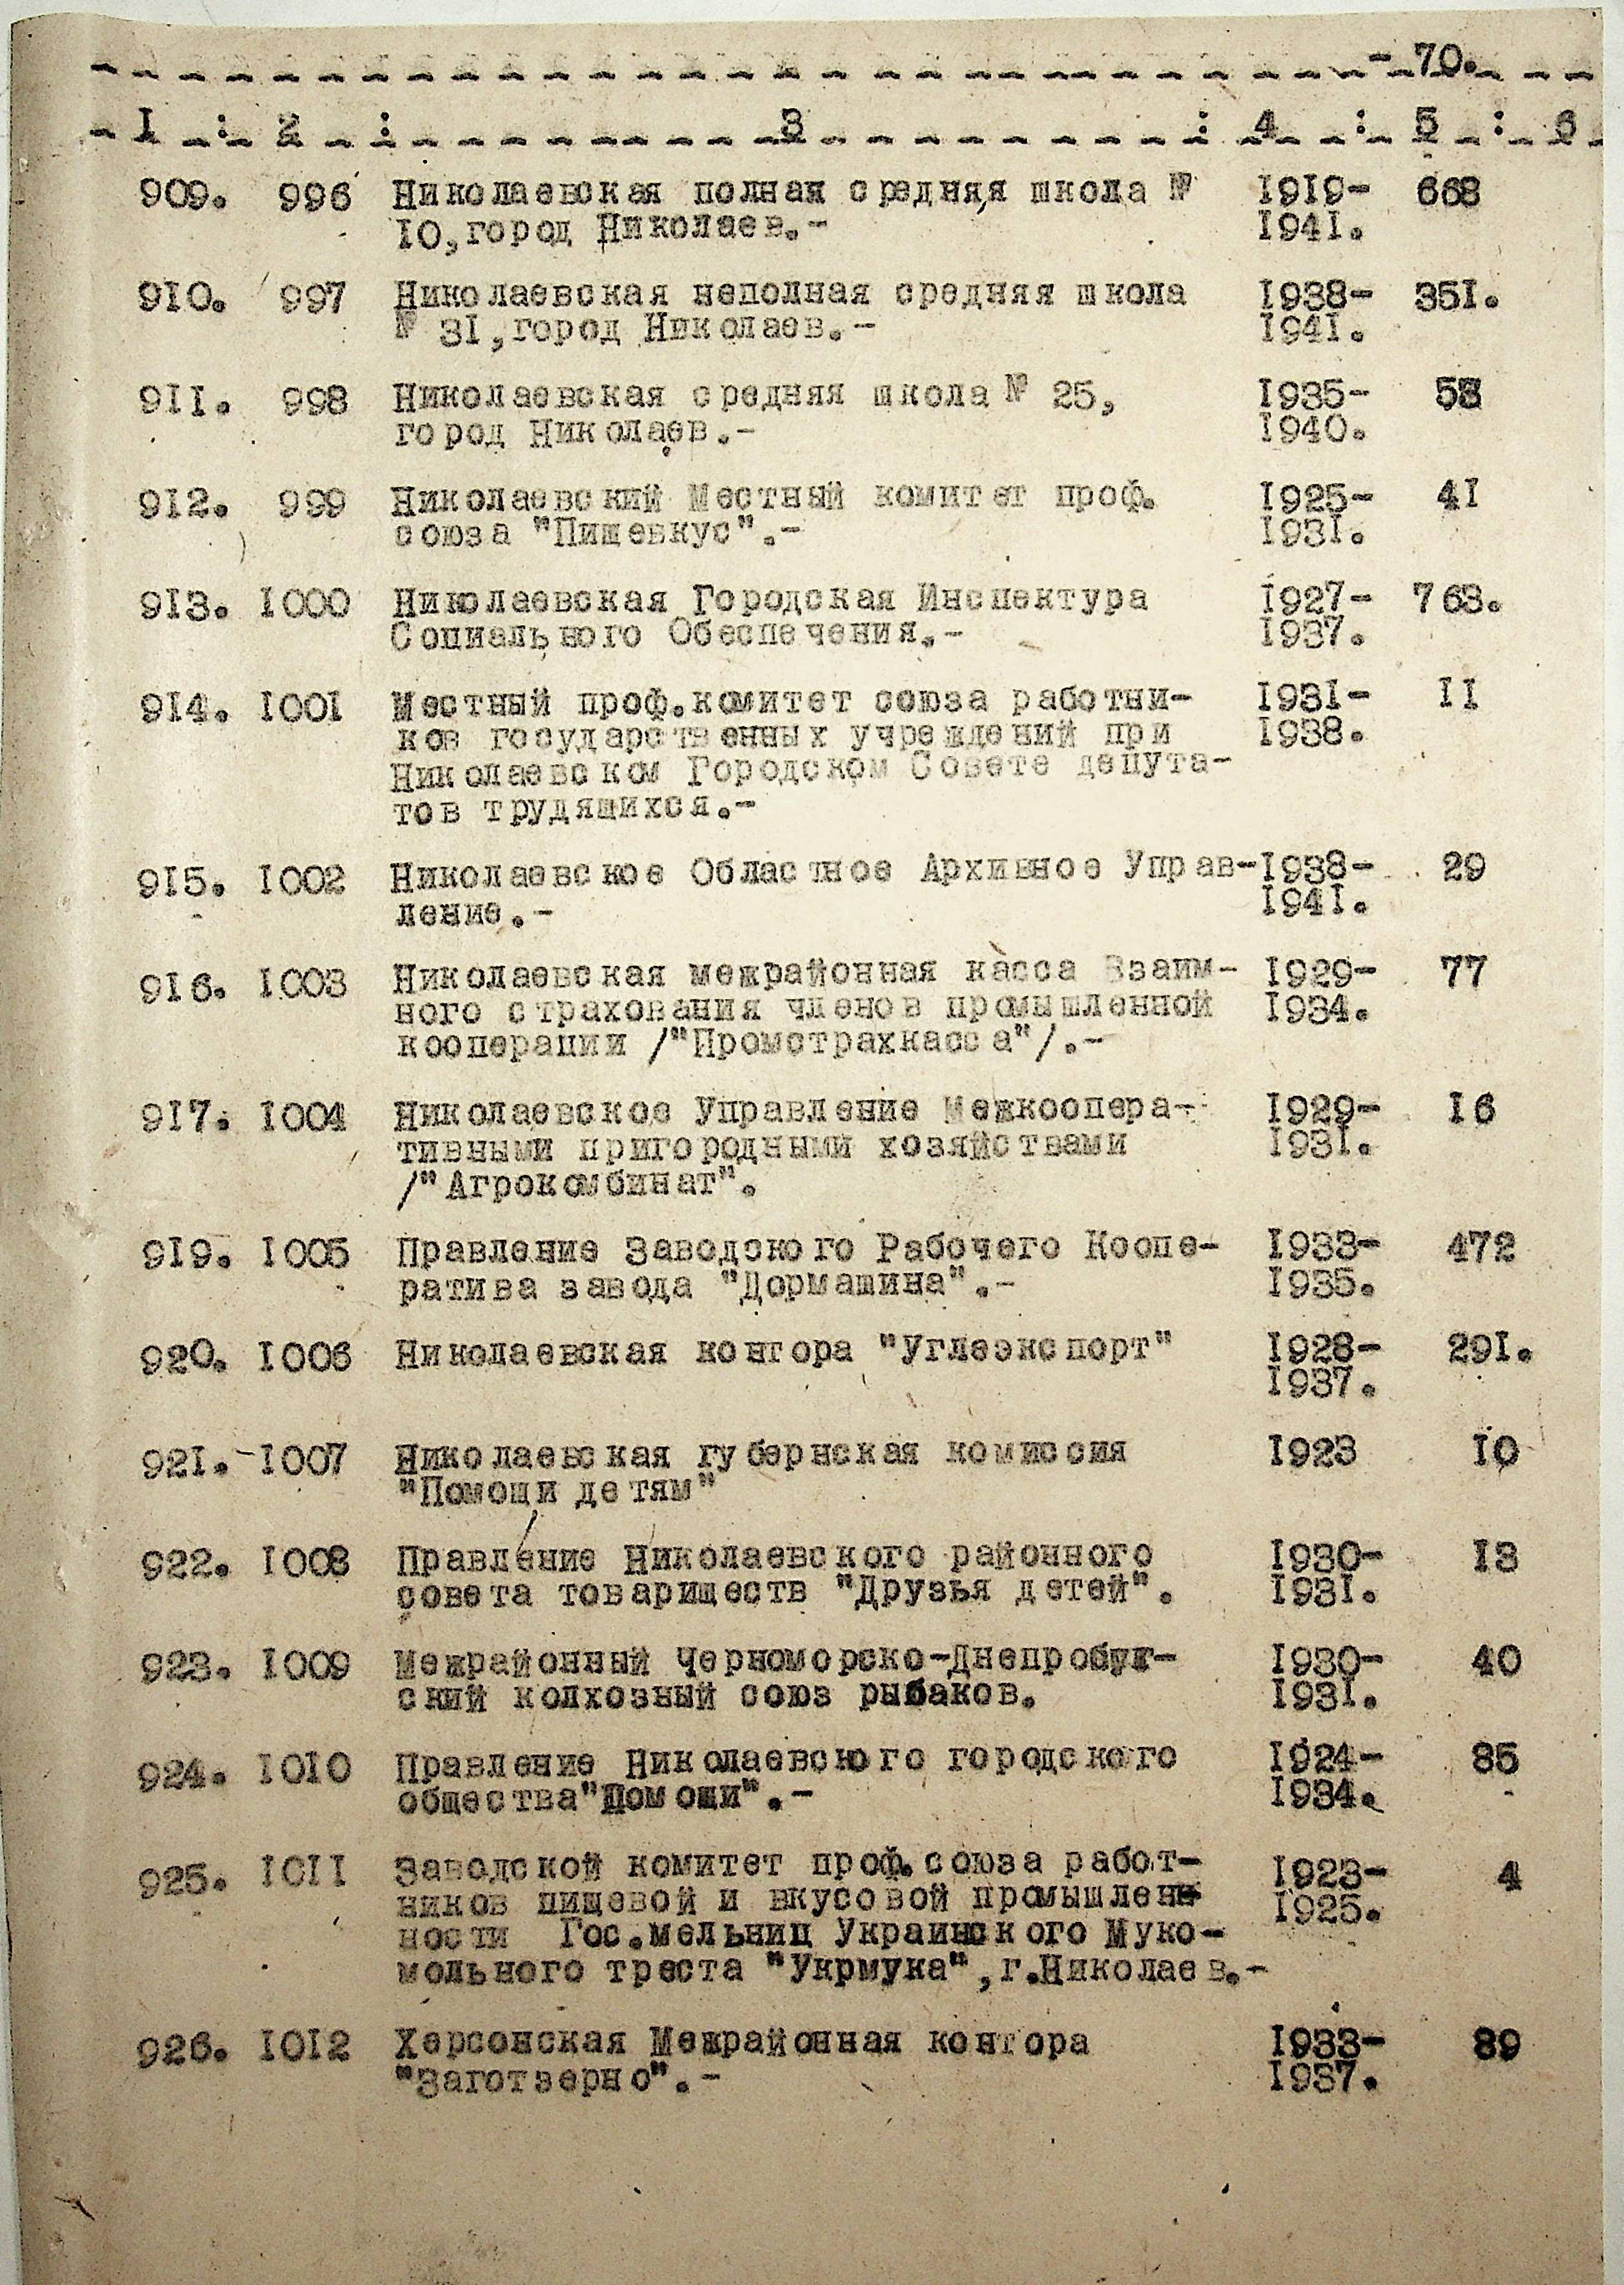 - 70.
1 : 2 : 3 : 4 : 5 : 6
909. 996 Николаевская полная средняя школа № 1919- 668
10,город Николаев.- 1941.
910. 997 Николаевская неполная средняя школа 1938- 351.
№ 31,город Николаев.- 1941.
911. 998 Николаевская средняя школа № 25, 1935- 53
город Николаев.- 1940.
912. 999 Николаевский Местный комитет проф. 1925- 41
союза "Пищевкус".- 1931.
913. 1000 Николаевская Городская Инспектура 1927- 763.
Социального Обеспечения.- 1937.
914. 1001 Местный проф.комитет союза работни- 1931- 11
ков государственных учреждений при 1938.
Николаевском Городском Совете депута-
тов трудящихся.-
915. 1002 Николаевское Областное Архивное Управ- 1938- 29
ление.- 1941.
916. 1003 Николаевская межрайонная касса Взаим- 1929- 77
ного страхования членов промышленной 1934.
кооперации /"Промстрахкасса"/.-
917. 1004 Николаевское Управление Межкоопера- 1929- 16
тивными пригородными хозяйствами 1931.
/"Агрокомбинат".
919. 1005 Правление Заводского Рабочего Коопе- 1933- 472
ратива завода "Дормашина".- 1935.
920. 1006 Николаевская контора "Углеэкспорт" 1928- 291.
1937.
921. 1007 Николаевская губернская комиссия 1923 10
"Помощи детям"
922. 1008 Правление Николаевского районного 1930- 13
совета товариществ "Друзья детей". 1931.
923. 1009 Межрайонный Черноморско-Днепробуг- 1930- 40
ский колхозный союз рыбаков. 1931.
924. 1010 Правление Николаевского городского 1924- 85
общества"Помощи".- 1934.
925. 1011 Заводской комитет проф.союза работ- 1923- 4
ников пищевой и вкусовой промышлен- 1925.
ности Гос.мельниц Украинского Муко-
мольного треста "Укрмука",г.Николаев.-
926. 1012 Херсонская Межрайонная контора 1933- 89
"Заготзерно".- 1937.